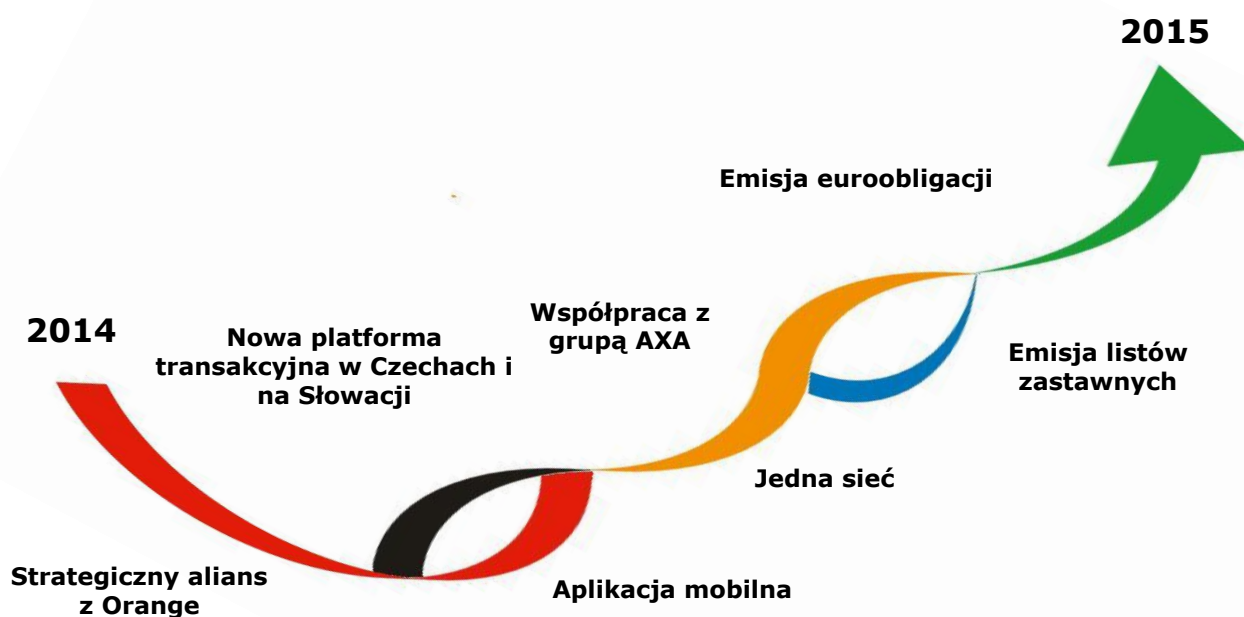 2015
Emisja euroobligacji
2014
Nowa platforma
transakcyjna w Czechach i
na Słowacji
Współpraca z
grupą AXA
Emisja listów
zastawnych
Jedna sieć
Strategiczny alians
z Orange
Aplikacja mobilna